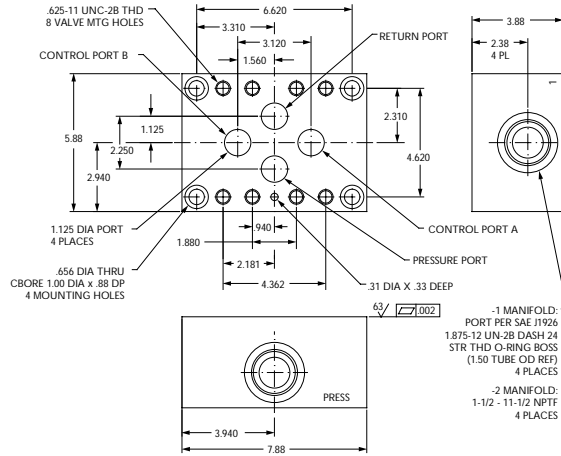 .625-11 UNC-2B THD
8 VALVE MTG HOLES
6.620
3.310
3.120
1.560
RETURN PORT
CONTROL PORT B
3.88
2.38
4 PL
1
5.88
1.125
2.250
2.940
2.310
4.620
1.125 DIA PORT
4 PLACES
.940
1.880
2.181
4.362
CONTROL PORT A
PRESSURE PORT
.656 DIA THRU
CBORE 1.00 DIA x .88 DP
4 MOUNTING HOLES
.31 DIA X .33 DEEP
63
.002
-1 MANIFOLD:
PORT PER SAE J1926
1.875-12 UN-2B DASH 24
STR THD O-RING BOSS
(1.50 TUBE OD REF)
4 PLACES
-2 MANIFOLD:
1-1/2 - 11-1/2 NPTF
4 PLACES
PRESS
3.940
7.88